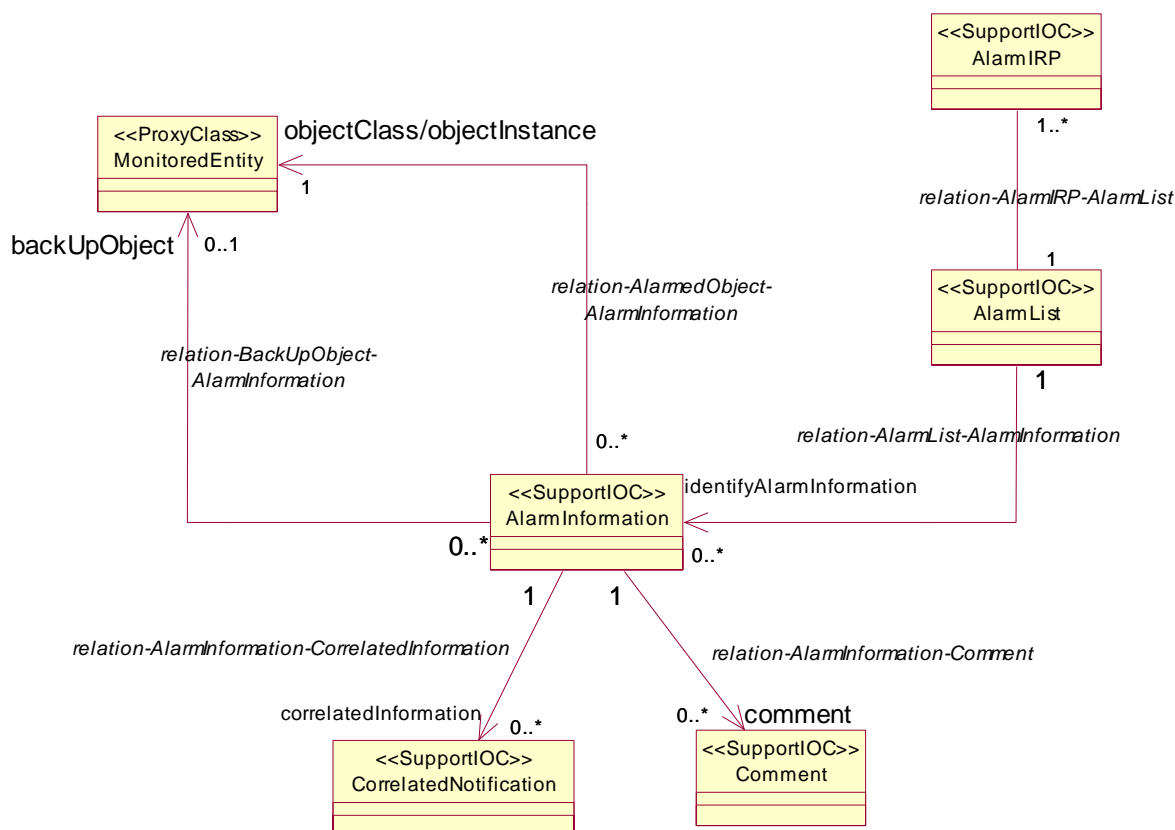 <<SupportIOC>>
AlarmIRP
1..*
relation-AlarmIRP-AlarmList
1
<<SupportIOC>>
AlarmList
1
relation-AlarmList-AlarmInformation
<<ProxyClass>>
MonitoredEntity
objectClass/objectInstance
1
backUpObject
0..1
relation-AlarmedObject-
AlarmInformation
relation-BackUpObject-
AlarmInformation
0..*
<<SupportIOC>>
AlarmInformation
identifyAlarmInformation
0..*
0..*
1
1
relation-AlarmInformation-CorrelatedInformation
relation-AlarmInformation-Comment
correlatedInformation
0..*
0..*
comment
<<SupportIOC>>
CorrelatedNotification
<<SupportIOC>>
Comment